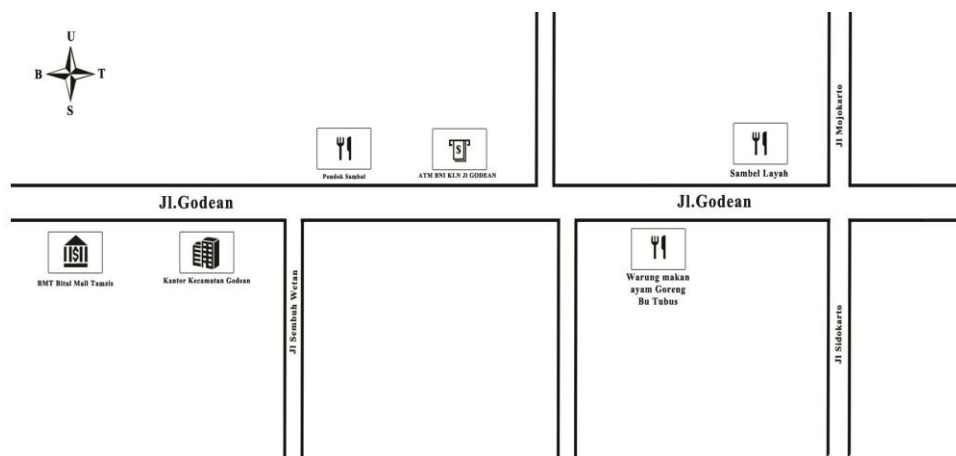 U
B
T
S
Pondok Sambal
ATM BNI KLN Jl GODEAN
Sambel Layah
Jl Mojokarto
Jl.Godean
Jl.Godean
BMT Bitul Mall Tamzis
Kantor Kecamatan Godean
Jl Sembuh Wetan
Warung makan
ayam Goreng
Bu Tubus
Jl Sidokarto